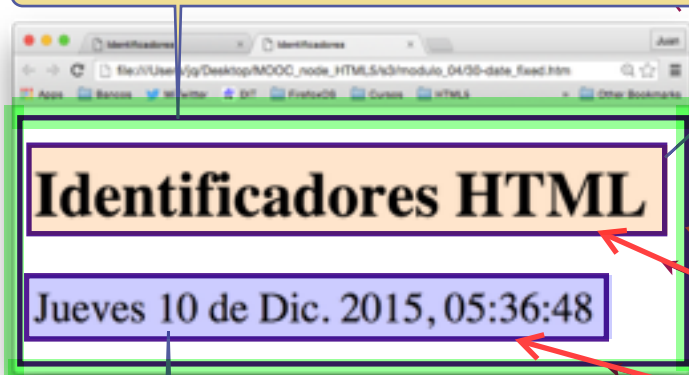 Identificadores
Identificadores
Juan
file:///Users/jq/Desktop/MOOC_node_HTML5/s3/modulo_04/30-date_fixed.htm
Apps Bancos Mi Twitter DIT FirefoxOS Cursos HTML5 » Other Bookmarks
Identificadores HTML
Jueves 10 de Dic. 2015, 05:36:48